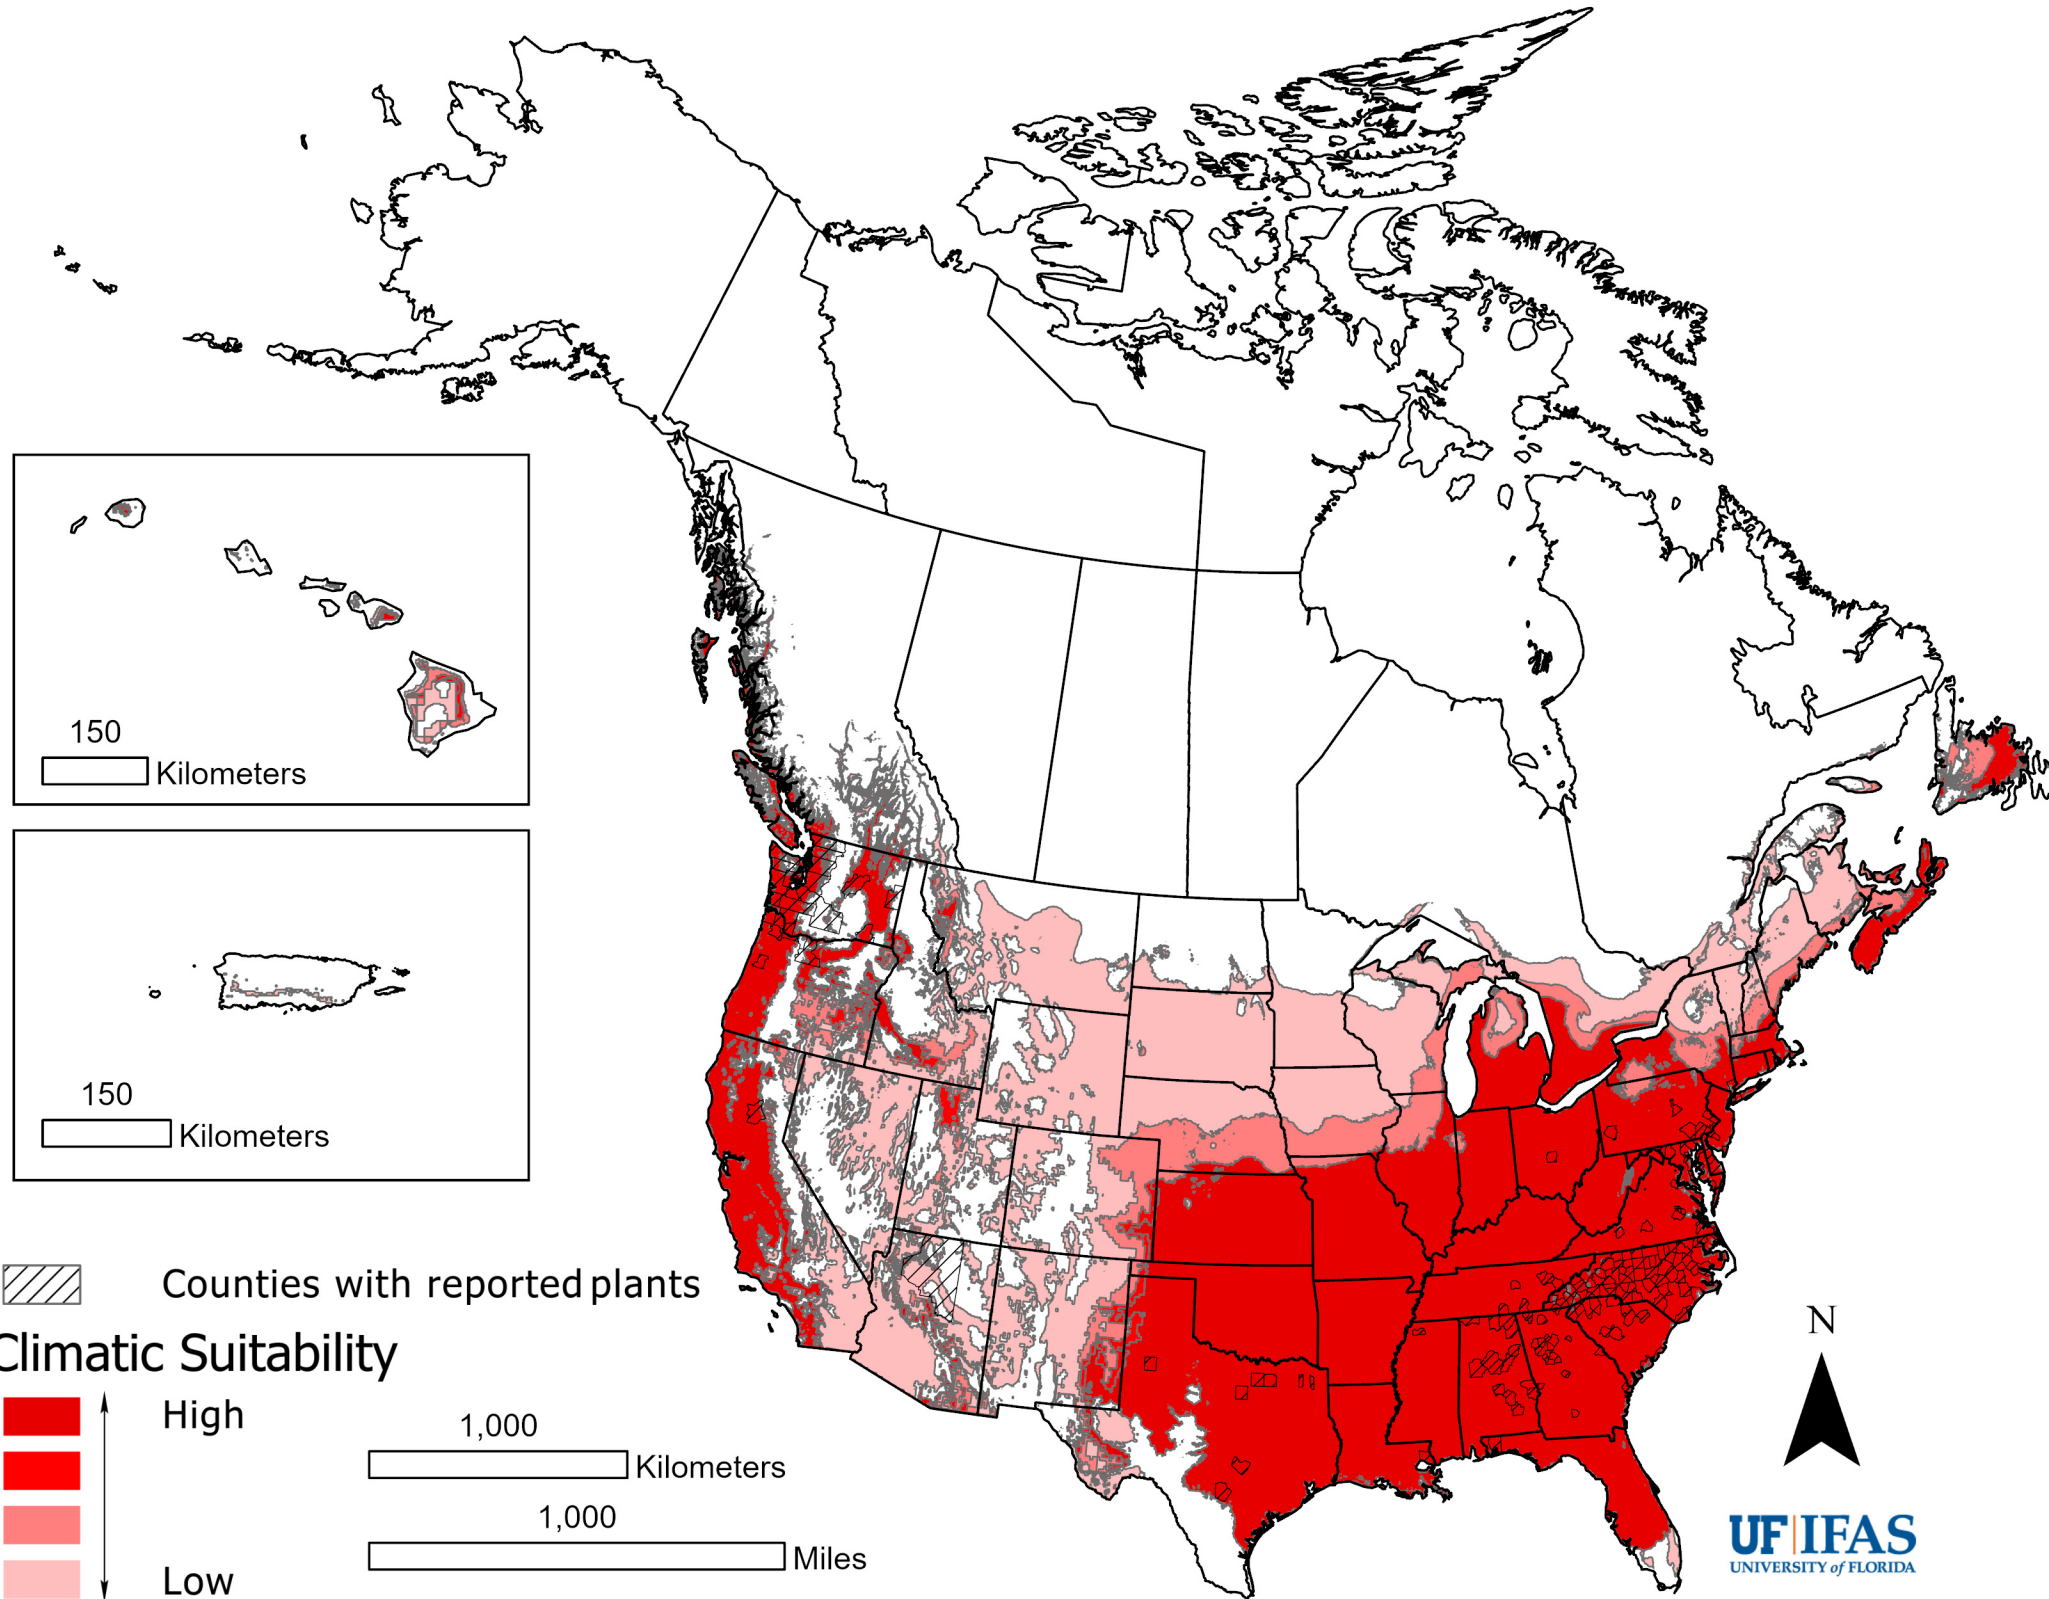 150
Kilometers
150
Kilometers
Counties with reported plants
Climatic Suitability
High
Low
1,000
Kilometers
1,000
Miles
N
UF|IFAS
UNIVERSITY of FLORIDA